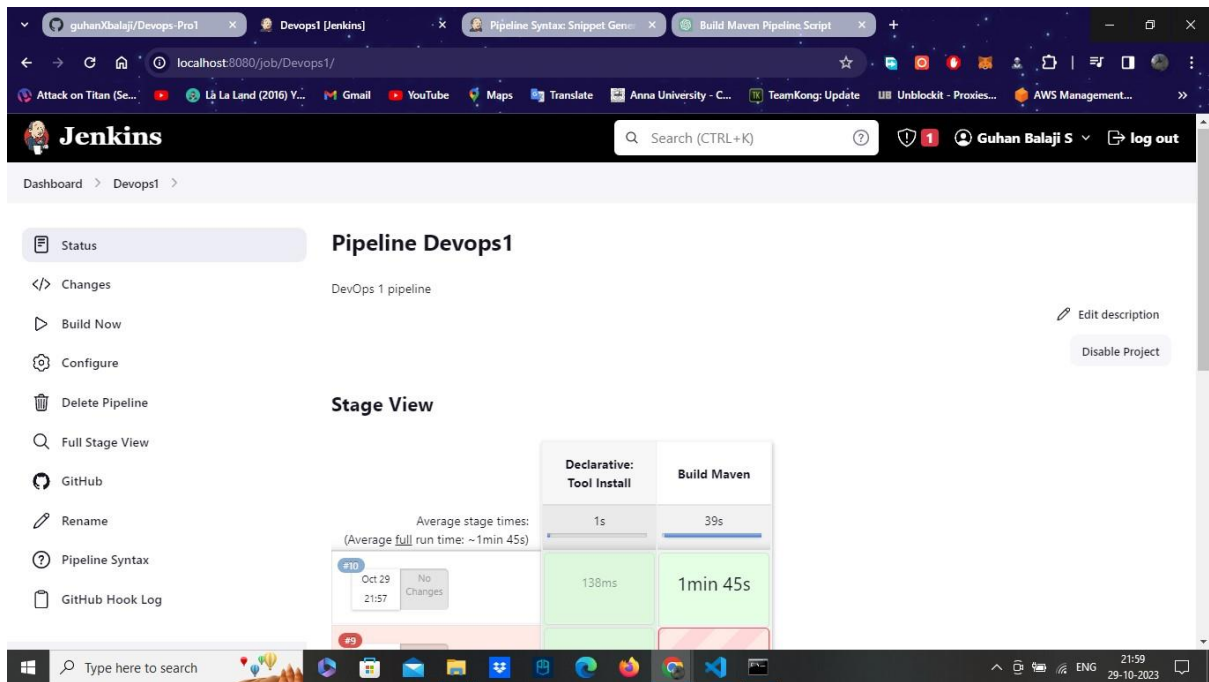 guhanXbalaji/Devops-Pro1
Devops1 [Jenkins]
Pipeline Syntax: Snippet Gene
Build Maven Pipeline Script
localhost:8080/job/Devops1/
Attack on Titan (Se...
La La Land (2016) Y...
Gmail
YouTube
Maps
Translate
Anna University - C...
TeamKong: Update
Unblockit - Proxies...
AWS Management...
»
Jenkins
Search (CTRL+K)
1
Guhan Balaji S
log out
Dashboard > Devops1 >
Status
Changes
Build Now
Configure
Delete Pipeline
Full Stage View
GitHub
Rename
Pipeline Syntax
GitHub Hook Log
Pipeline Devops1
DevOps 1 pipeline
Edit description
Disable Project
Stage View
Declarative:
Tool Install
Build Maven
Average stage times:
(Average full run time: ~1min 45s)
1s
39s
#10
Oct 29
21:57
No
Changes
138ms
1min 45s
#9
Type here to search
ENG
21:59
29-10-2023